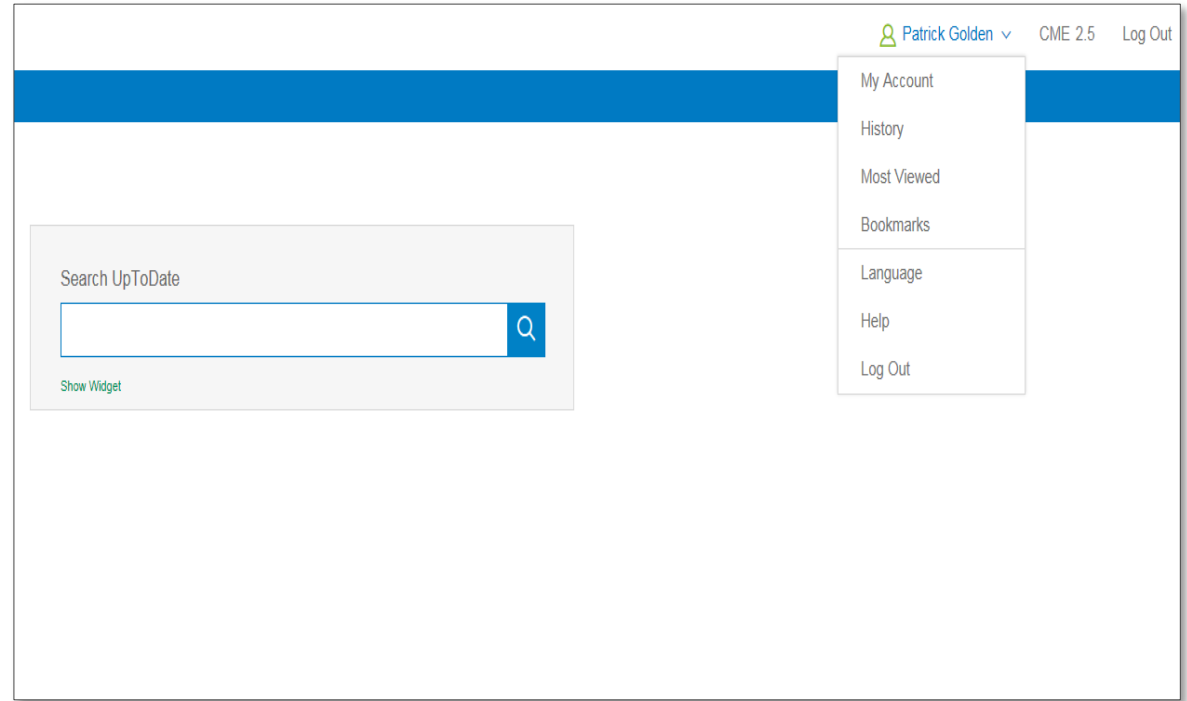 Patrick Golden CME 2.5 Log Out
My Account
History
Most Viewed
Bookmarks
Language
Help
Log Out
Search UpToDate
Show Widget